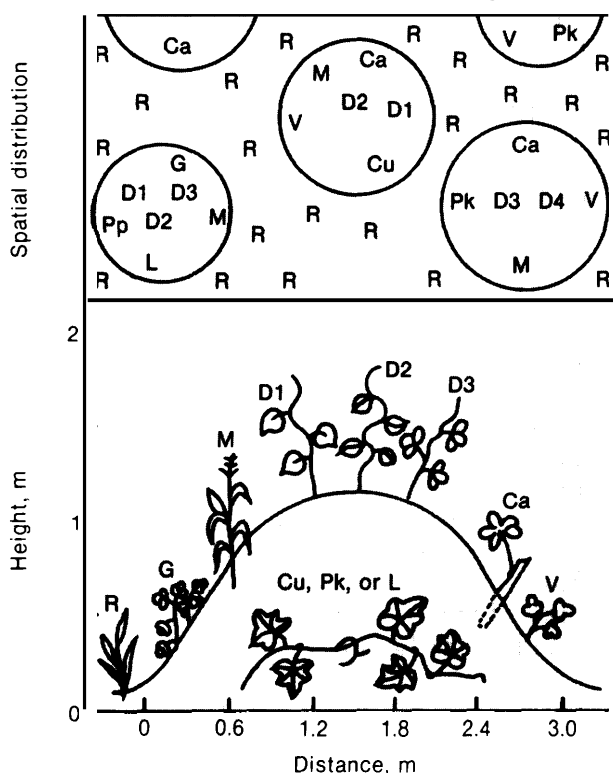 Spatial distribution
R Ca R R V Pk R
R M Ca R
R D2 D1 R R
V R
R R Cu Ca R
G
D1 D3 Pk D3 D4 V
Pp D2 M R R
R R
L M
R R R R R
Height, m
2
1
0
D1 D2 D3
M
Ca
G Cu, Pk, or L V
R
0 0.6 1.2 1.8 2.4 3.0
Distance, m